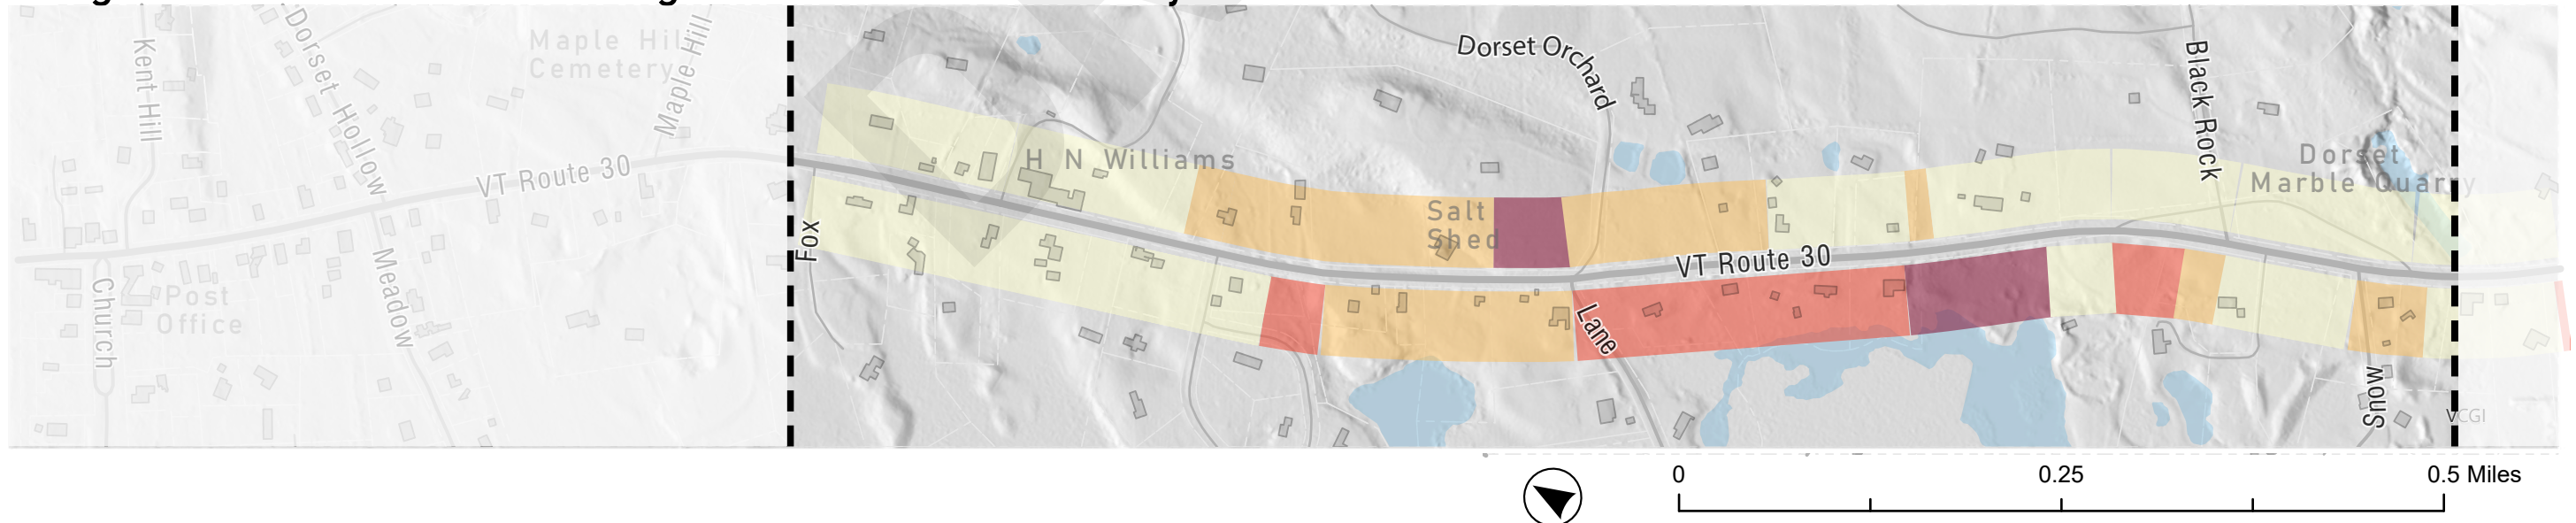 Kent Hill
Dorset Hollow
Maple Hill
Cemetery
Maple Hill
VT Route 30
Church
Post
Office
Meadow
Fox
H N Williams
Salt
Shed
Dorset Orchard
Lane
VT Route 30
Black Rock
Dorset
Marble Quarry
Snow
VCGI
0
0.25
0.5 Miles